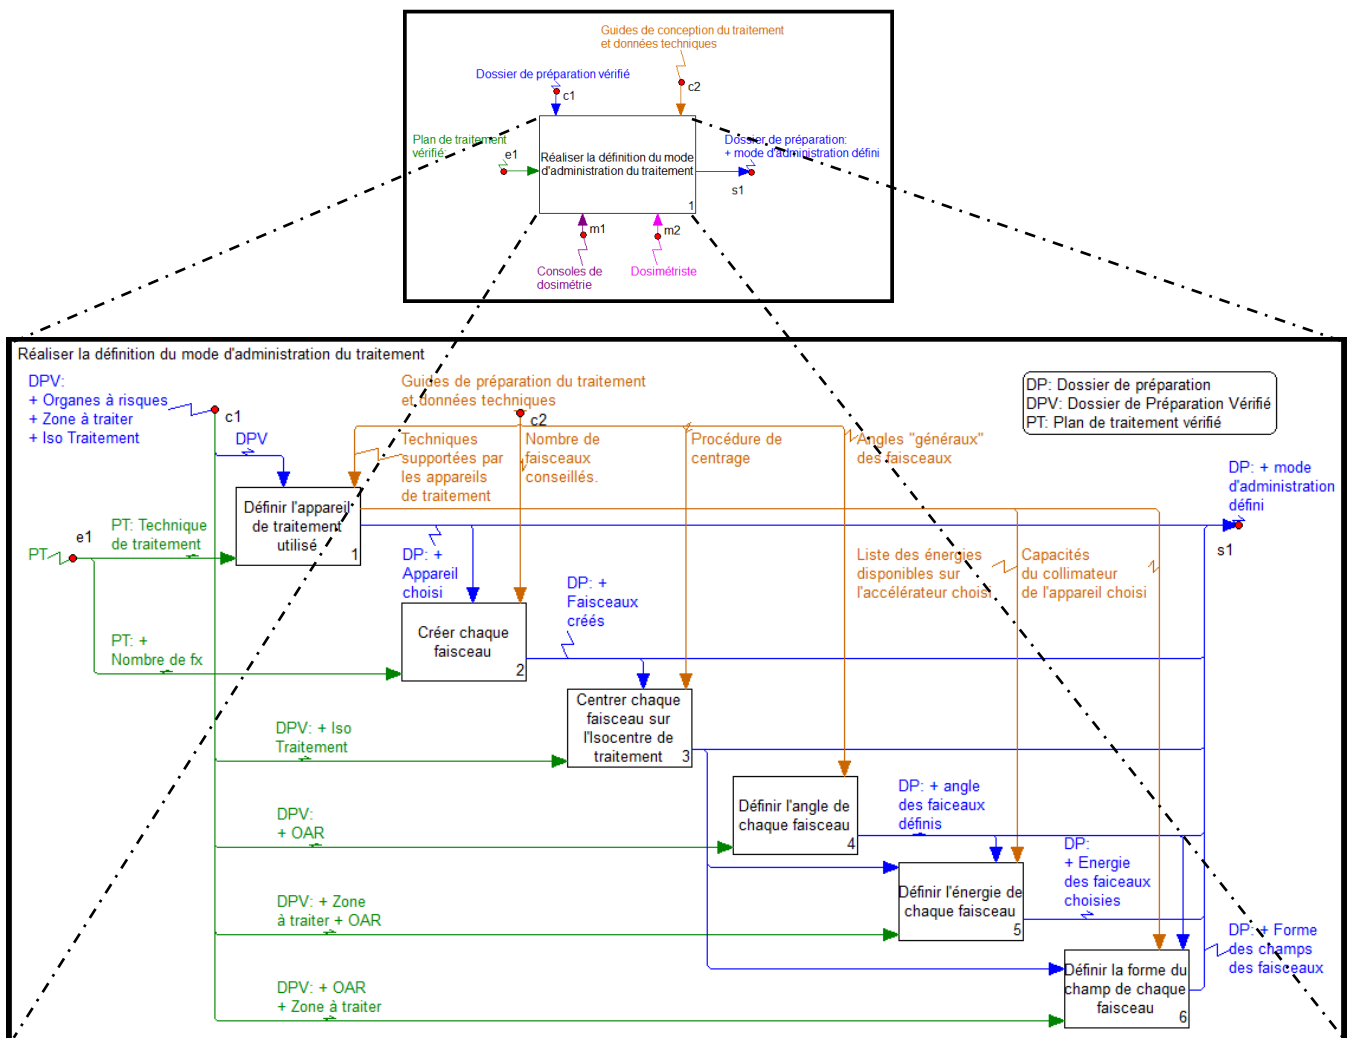 Guides de conception du traitement
et données techniques
Dossier de préparation vérifié
c1
c2
Plan de traitement
vérifié:
e1
Réaliser la définition du mode
d'administration du traitement
1
Dossier de préparation:
+ mode d'administration défini
s1
m1
m2
Consoles de
dosimétrie
Dosimétriste
Réaliser la définition du mode d'administration du traitement
DPV:
+ Organes à risques
+ Zone à traiter
+ Iso Traitement
c1
DPV
Guides de préparation du traitement
et données techniques
c2
DP: Dossier de préparation
DPV: Dossier de Préparation Vérifié
PT: Plan de traitement vérifié
Techniques
supportées par
les appareils
de traitement
Nombre de
faisceaux
conseillés.
Procédure de
centrage
Angles "généraux"
des faisceaux
DP: + mode
d'administration
défini
s1
Définir l'appareil
de traitement
utilisé
1
PT
e1
PT: Technique
de traitement
DP: +
Appareil
choisi
DP: +
Faisceaux
créés
Liste des énergies
disponibles sur
l'accélérateur choisi
Capacités
du collimateur
de l'appareil choisi
Créer chaque
faisceau
2
PT: +
Nombre de fx
Centrer chaque
faisceau sur
l'Isocentre de
traitement
3
DPV: + Iso
Traitement
Définir l'angle de
chaque faisceau
4
DP: + angle
des faiceaux
définis
DPV:
+ OAR
DP:
+ Energie
des faiceaux
choisies
Définir l'énergie de
chaque faisceau
5
DPV: + Zone
à traiter + OAR
DP: + Forme
des champs
des faisceaux
Définir la forme du
champ de chaque
faisceau
6
DPV: + OAR
+ Zone à traiter